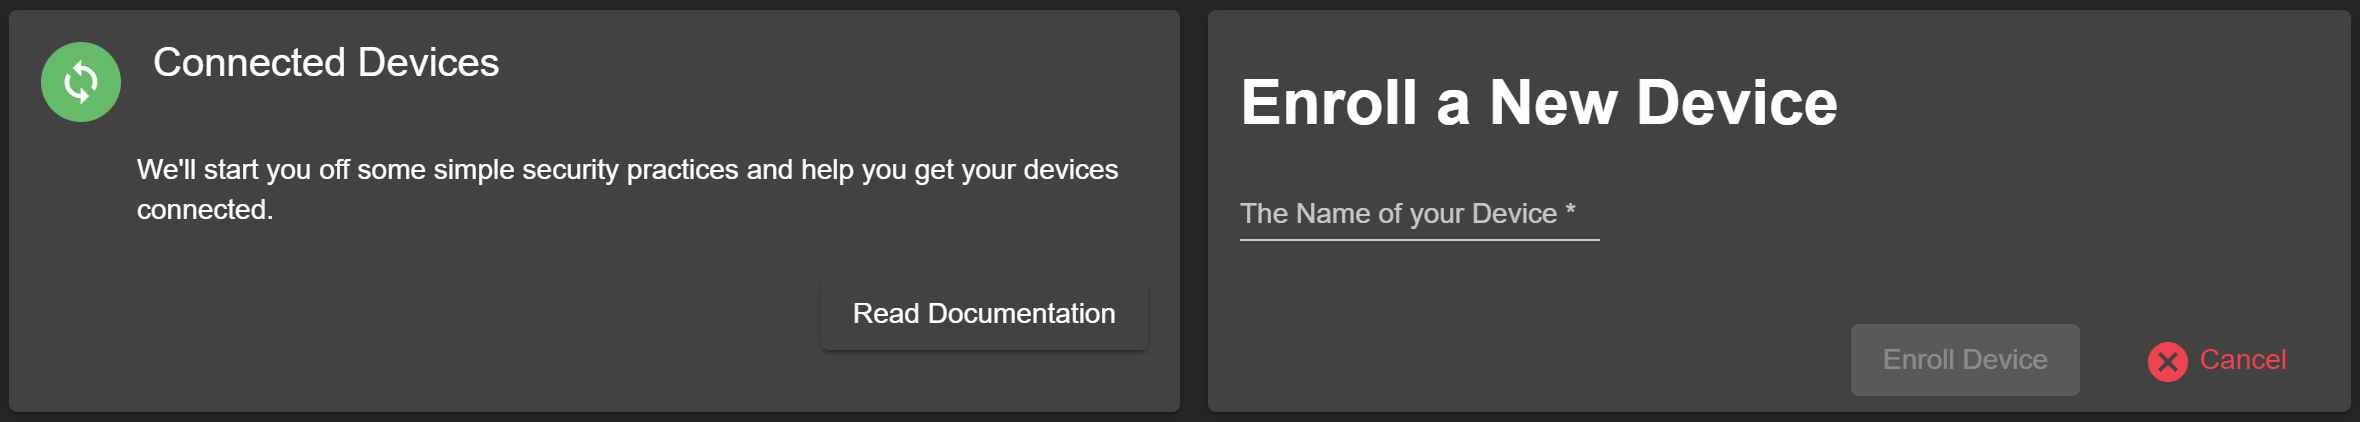 Connected Devices
We'll start you off some simple security practices and help you get your devices
connected.
Read Documentation
Enroll a New Device
The Name of your Device *
Enroll Device
Cancel